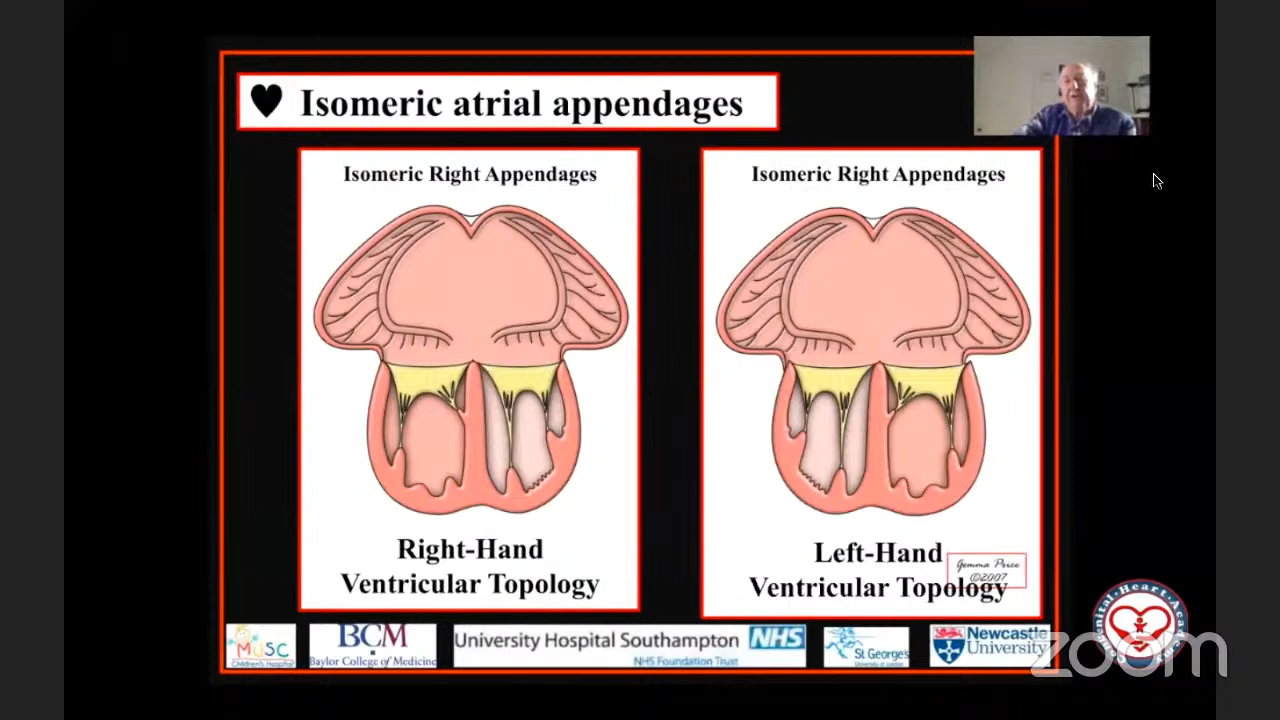 ♥ Isomeric atrial appendages
Isomeric Right Appendages
Right-Hand
Ventricular Topology
Isomeric Right Appendages
Left-Hand
Ventricular Topology
Gemma Price
©2007
MUSC
Children's Hospital
BCM
Baylor College of Medicine
University Hospital Southampton NHS
NHS Foundation Trust
St George's
University of London
Newcastle
University
zoom